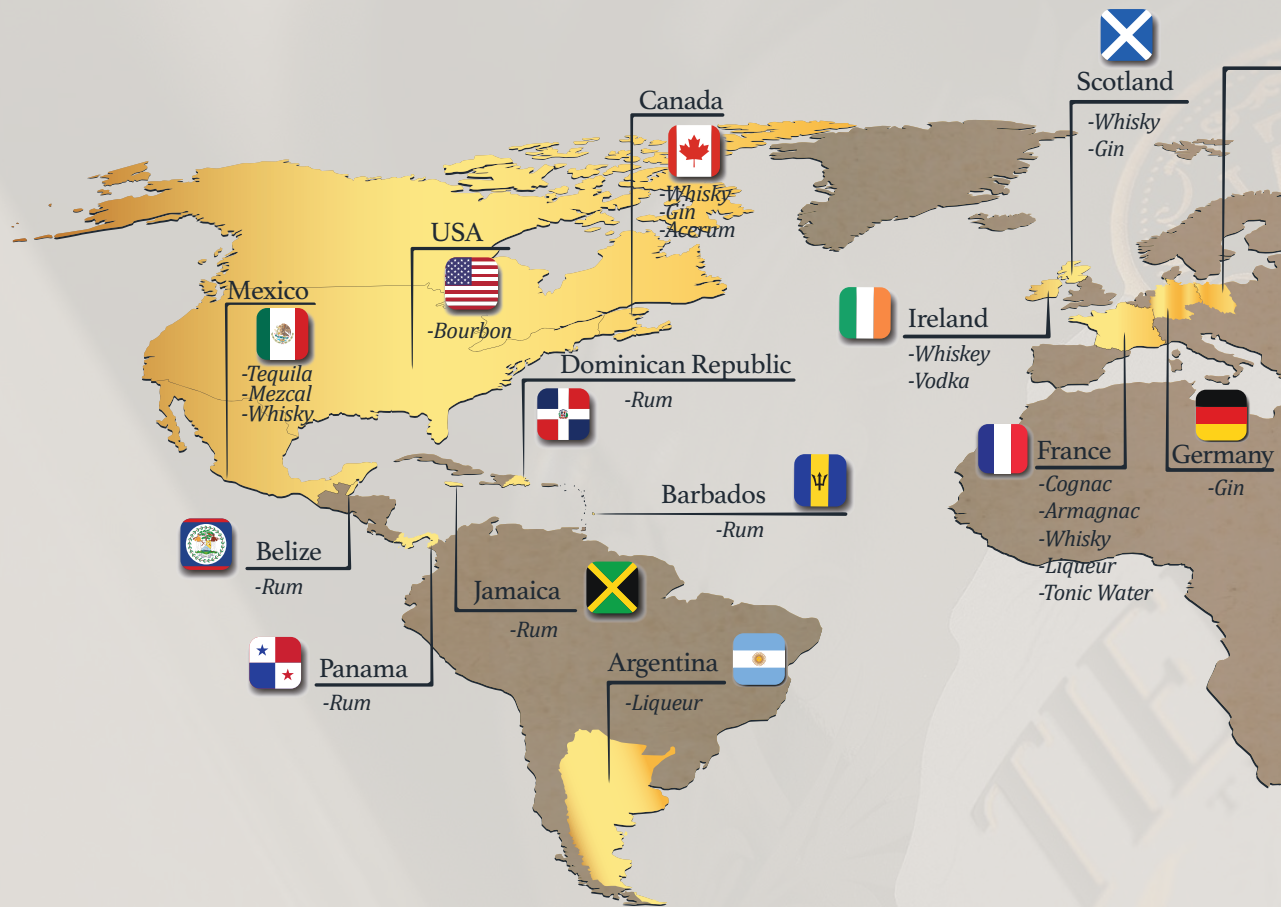 Scotland
-Whisky
-Gin
Canada
-Whisky
-Gin
-Acerum
USA
-Bourbon
Mexico
-Tequila
-Mezcal
-Whisky
Ireland
-Whiskey
-Vodka
Dominican Republic
-Rum
France
-Cognac
-Armagnac
-Whisky
-Liqueur
-Tonic Water
Germany
-Gin
Barbados
-Rum
Belize
-Rum
Jamaica
-Rum
Panama
-Rum
Argentina
-Liqueur
TIE